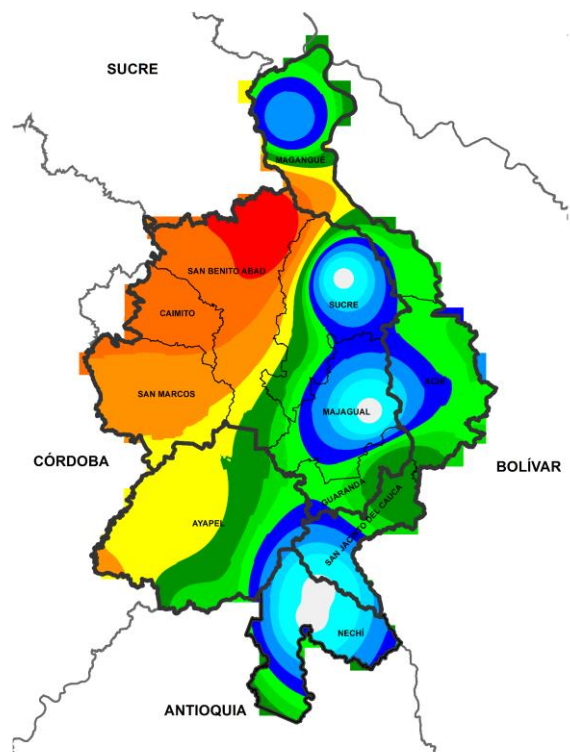 SUCRE
MAGANGUÉ
SAN BENITO ABAD
SUCRE
CAIMITO
ACHÍ
SAN MARCOS
MAJAGUAL
CÓRDOBA
BOLÍVAR
GUARANDA
SAN JACINTO DEL CAUCA
AYAPEL
NECHÍ
ANTIOQUIA